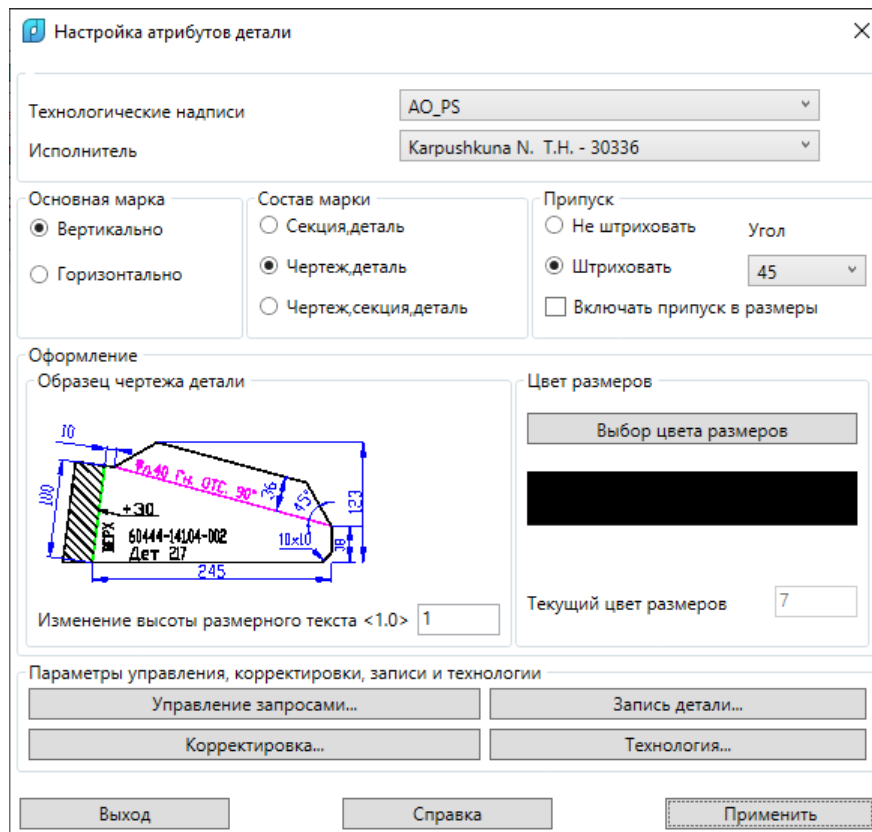 Настройка атрибутов детали
Технологические надписи
AO_PS
Исполнитель
Karpushkuna N. T.H. - 30336
Основная марка
Вертикально
Горизонтально
Состав марки
Секция,деталь
Чертеж,деталь
Чертеж,секция,деталь
Припуск
Не штриховать
Угол
Штриховать
45
Включать припуск в размеры
Оформление
Образец чертежа детали
10
100
Гн. ОТС. 90°
36
45°
123
+30
ВЕРХ
60444-14104-002
Дет 217
10x10
38
245
Изменение высоты размерного текста <1.0>
1
Цвет размеров
Выбор цвета размеров
Текущий цвет размеров
7
Параметры управления, корректировки, записи и технологии
Управление запросами...
Запись детали...
Корректировка...
Технология...
Выход
Справка
Применить